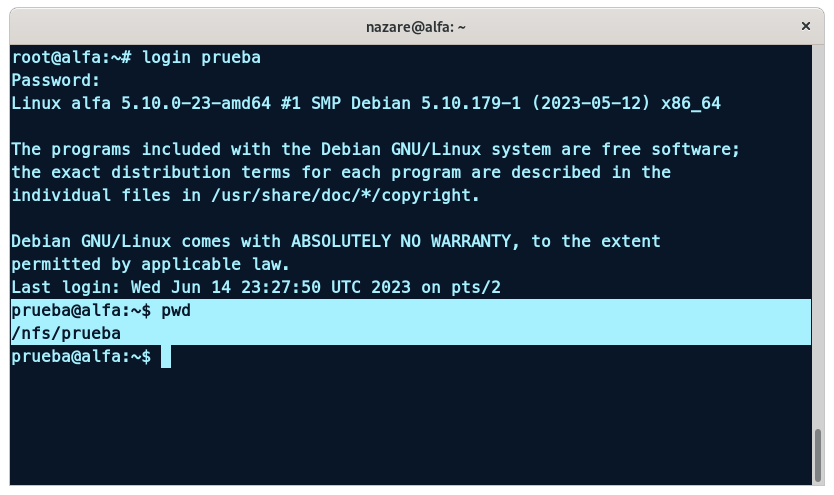 nazare@alfa: ~
root@alfa:~# login prueba
Password:
Linux alfa 5.10.0-23-amd64 #1 SMP Debian 5.10.179-1 (2023-05-12) x86_64
The programs included with the Debian GNU/Linux system are free software;
the exact distribution terms for each program are described in the
individual files in /usr/share/doc/*/copyright.
Debian GNU/Linux comes with ABSOLUTELY NO WARRANTY, to the extent
permitted by applicable law.
Last login: Wed Jun 14 23:27:50 UTC 2023 on pts/2
prueba@alfa:~$ pwd
/nfs/prueba
prueba@alfa:~$